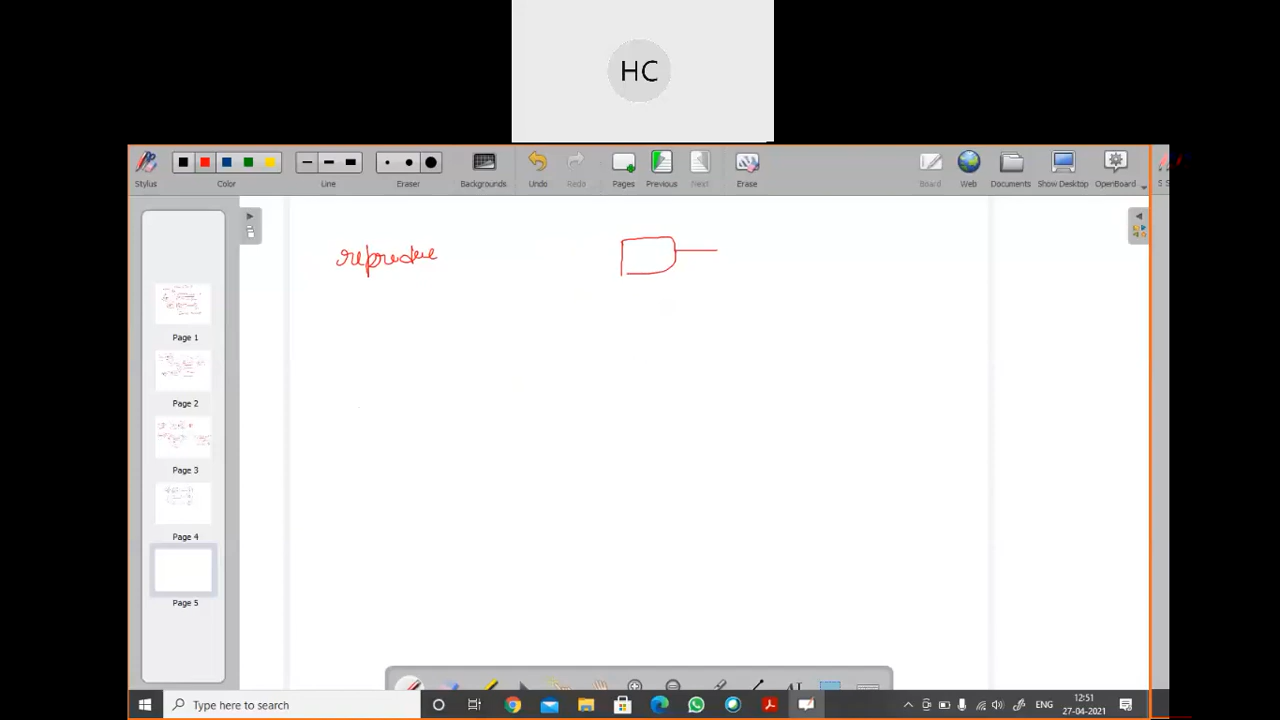 HC
Stylus
Color
Line
Eraser
Backgrounds
Undo
Redo
Pages
Previous
Next
Erase
Board
Web
Documents
Show Desktop
OpenBoard
Page 1
Page 2
Page 3
Page 4
Page 5
Type here to search
ENG
12:51
27-04-2021